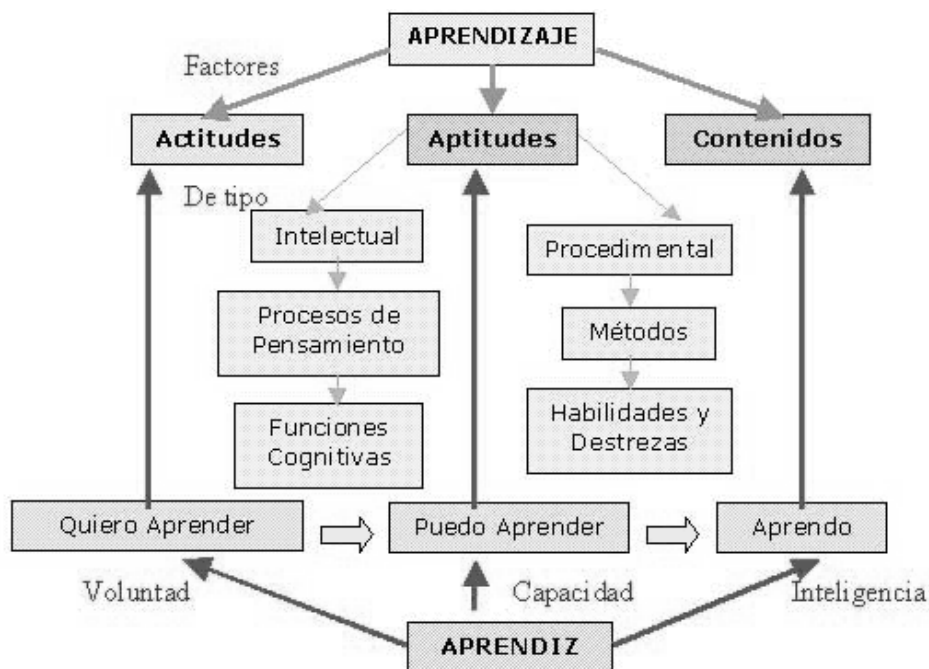 APRENDIZAJE
Factores
Actitudes
Aptitudes
Contenidos
De tipo
Intelectual
Procedimental
Procesos de
Pensamiento
Métodos
Funciones
Cognitivas
Habilidades y
Destrezas
Quiero Aprender
Puedo Aprender
Aprendo
Voluntad
Capacidad
Inteligencia
APRENDIZ